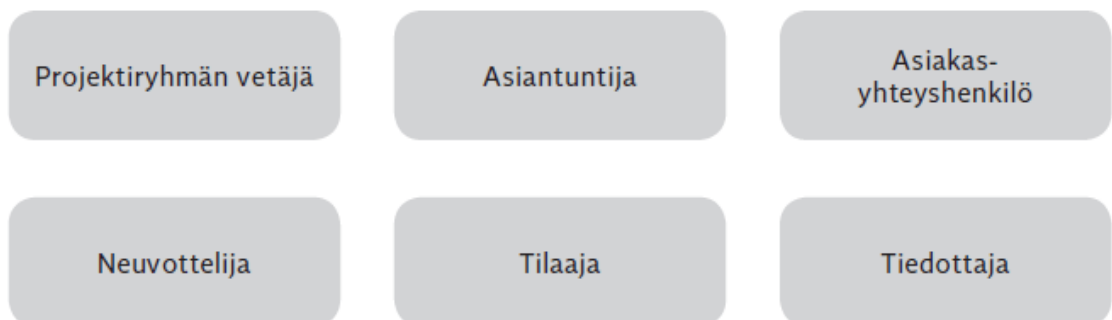 Projektiryhmän vetäjä
Asiantuntija
Asiakas-
yhteyshenkilö
Neuvottelija
Tilaaja
Tiedottaja